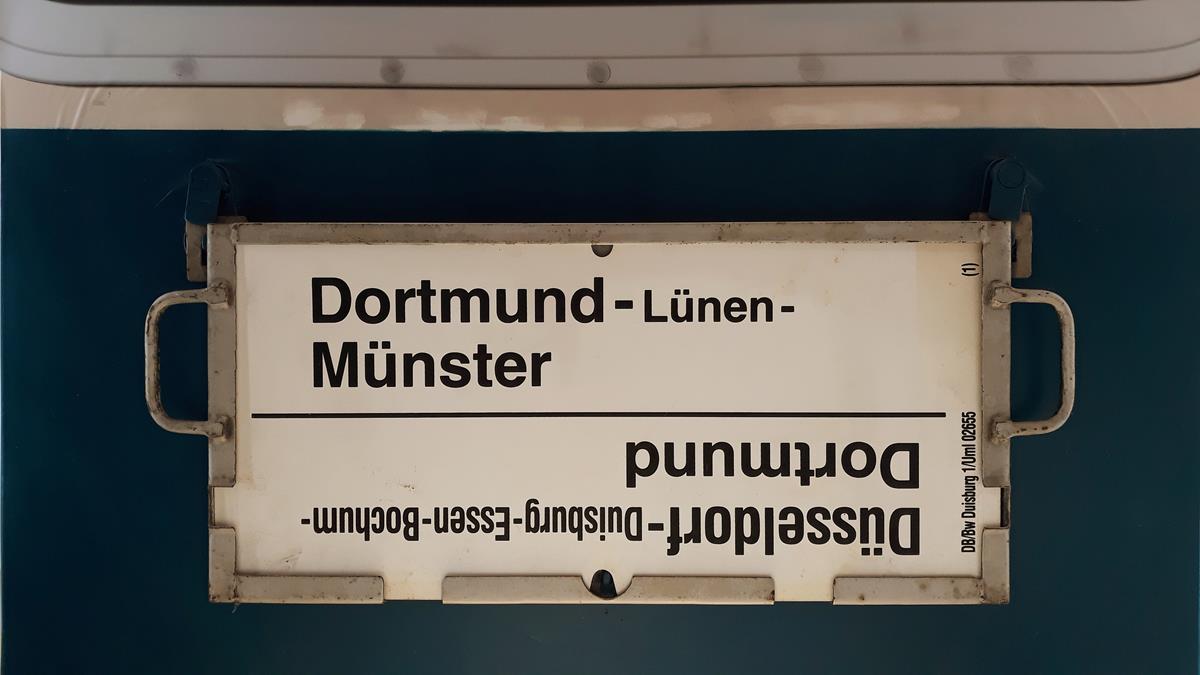 Dortmund - Lünen -
Münster
Düsseldorf-Duisburg-Essen-Bochum-
Dortmund
(1)
DB/Bw Duisburg 1/Uml 02655